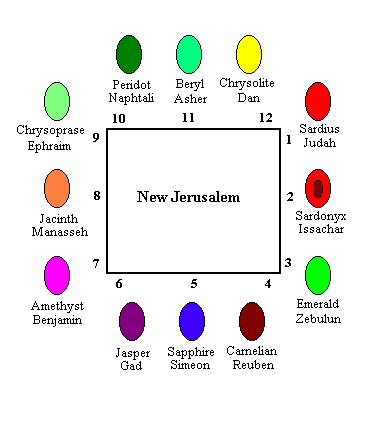 Peridot
Naphtali
Beryl
Asher
Chrysolite
Dan
10
11
12
Chrysoprase
Ephraim
9
1
Sardius
Judah
8
New Jerusalem
2
Jacinth
Manasseh
Sardonyx
Issachar
7
3
Amethyst
Benjamin
6
5
4
Emerald
Zebulun
Jasper
Gad
Sapphire
Simeon
Carnelian
Reuben